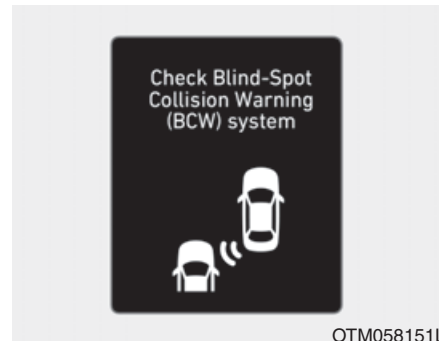 Check Blind-Spot
Collision Warning
(BCW) system
OTM058151L